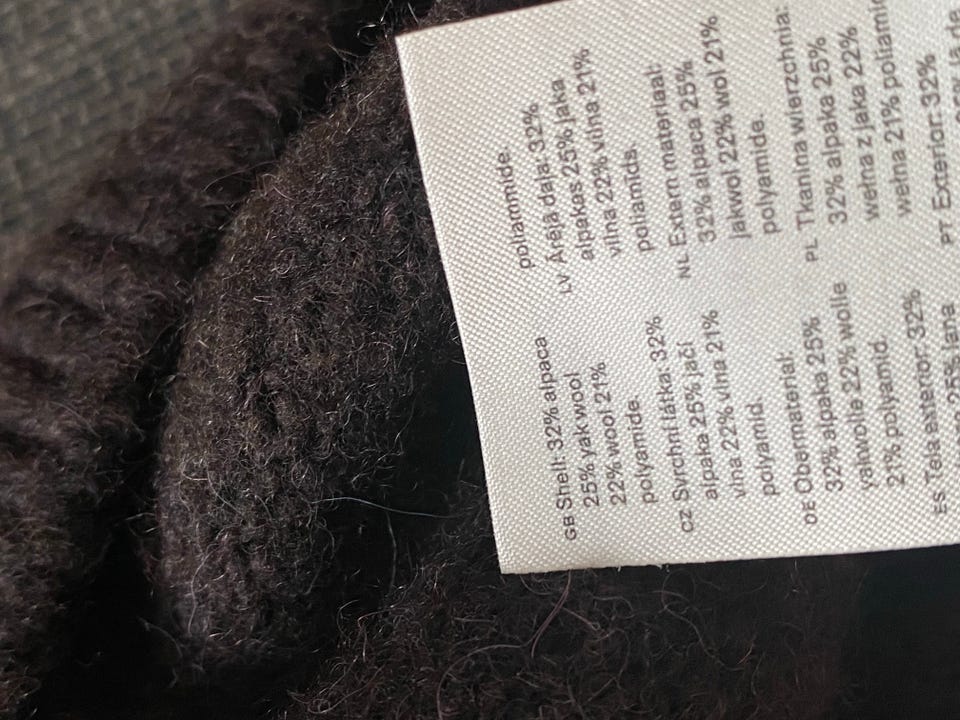 GB Shell: 32% alpaca
25% yak wool
22% wool 21%
polyamide.
CZ Svrchní látka: 32%
alpaka 25% jačí
vlna 22% vlna 21%
polyamid.
DE Obermaterial:
32% alpaka 25%
yakwolle 22% wolle
21% polyamid.
ES Tela exterior: 32%
25% lana
poliammide.
LV Ārējā daļa: 32%
alpakas 25% jaka
vilna 22% vilna 21%
poliamīds.
NL Extern materiaal:
32% alpaca 25%
jakwol 22% wol 21%
polyamide.
PL Tkanina wierzchnia:
32% alpaka 25%
wełna z jaka 22%
wełna 21% poliamid
PT Exterior: 32%